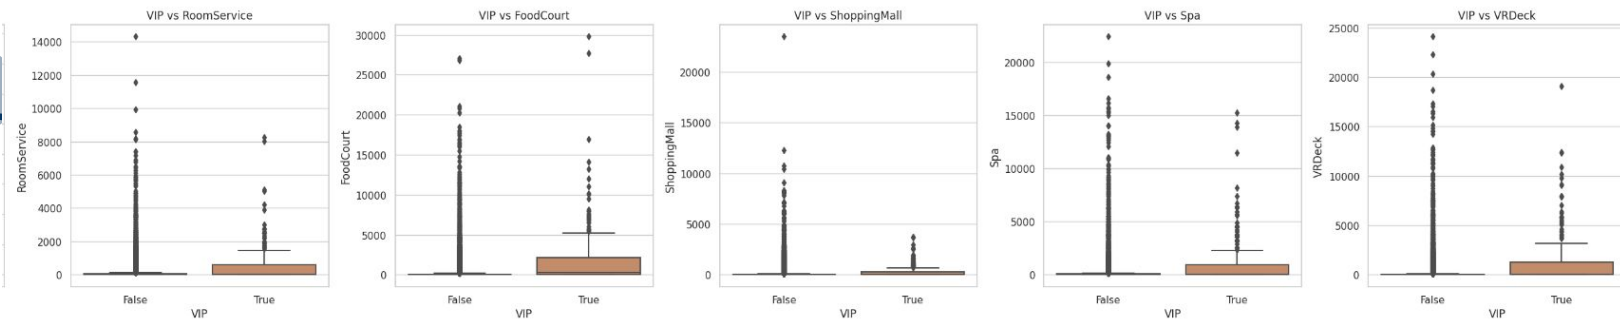 VIP vs RoomService
14000
12000
10000
8000
6000
4000
2000
0
RoomService
False
True
VIP
VIP vs FoodCourt
30000
25000
20000
15000
10000
5000
0
FoodCourt
False
True
VIP
VIP vs ShoppingMall
20000
15000
10000
5000
0
ShoppingMall
False
True
VIP
VIP vs Spa
20000
15000
10000
5000
0
Spa
False
True
VIP
VIP vs VRDeck
25000
20000
15000
10000
5000
0
VRDeck
False
True
VIP